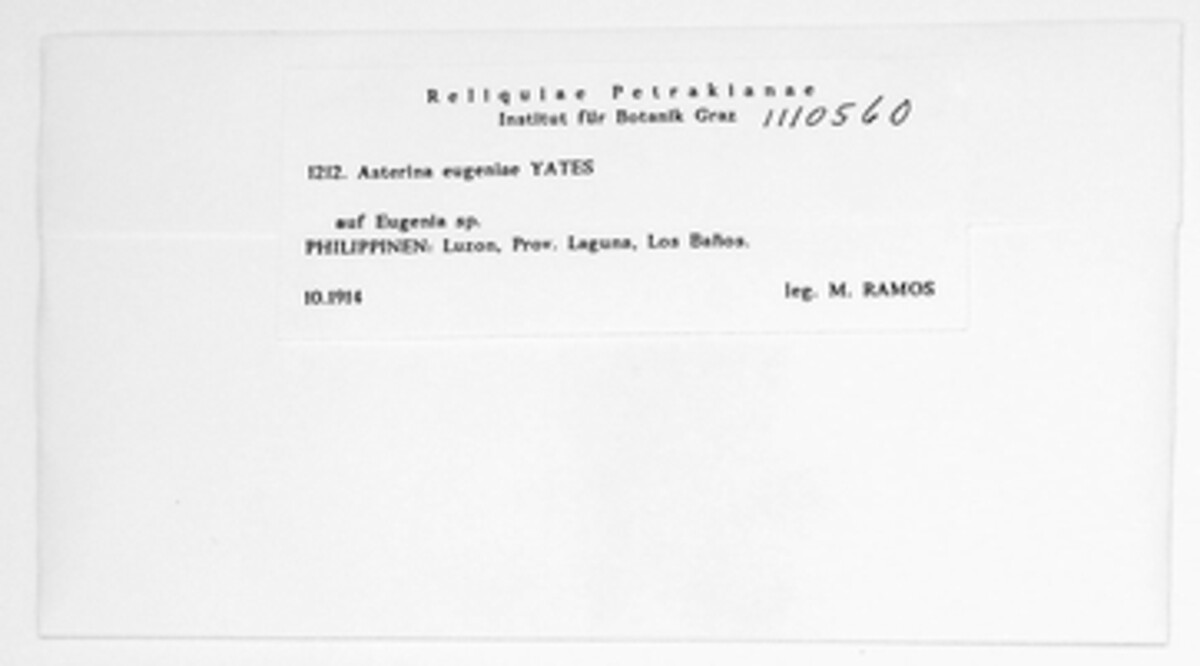 Reliquiae Petrakianae
Institut für Botanik Graz 1110560
1212. Asterina eugeniae YATES
auf Eugenia sp.
PHILIPPINEN: Luzon, Prov. Laguna, Los Baños.
10.1914 leg. M. RAMOS